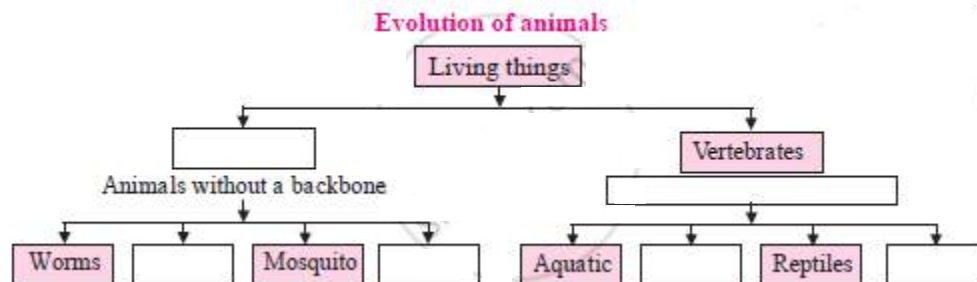 Evolution of animals
Living things
Vertebrates
Animals without a backbone
Worms
Mosquito
Aquatic
Reptiles